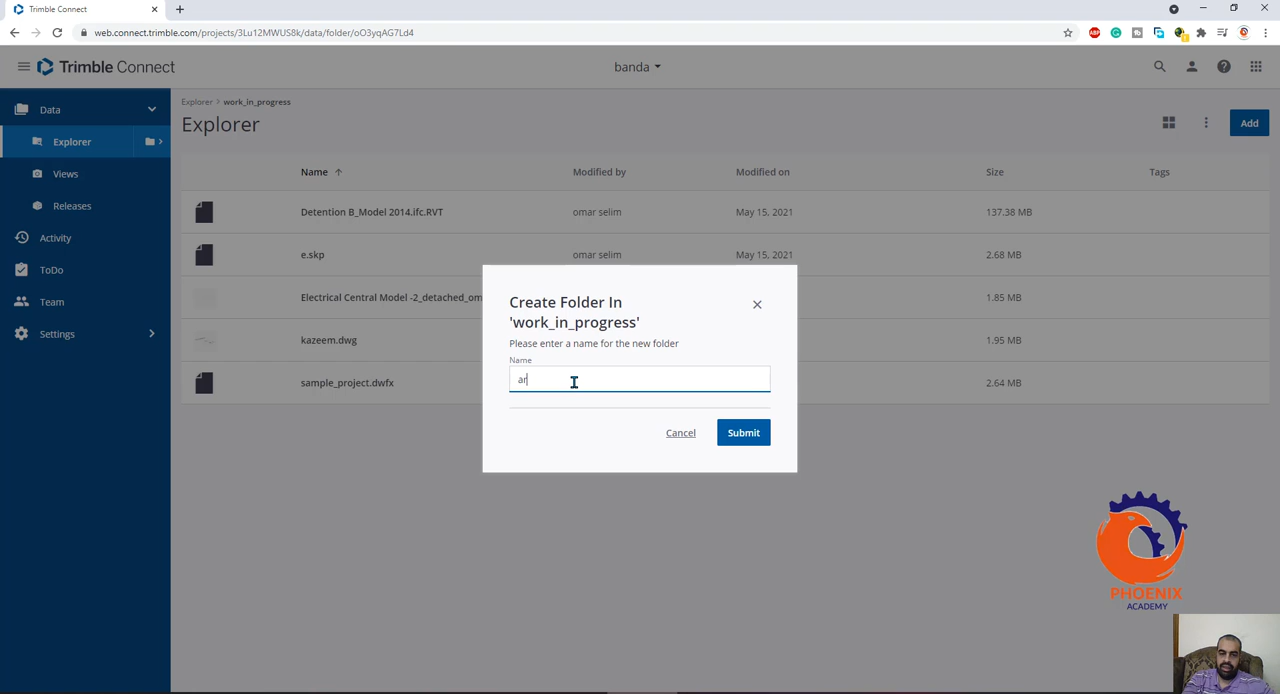 Trimble Connect
web.connect.trimble.com/projects/3Lu12MWUS8k/data/folder/oO3yqAG7Ld4
ABP
Trimble Connect
banda
Data
Explorer
Views
Releases
Activity
ToDo
Team
Settings
Explorer > work_in_progress
Explorer
Add
Name Modified by Modified on Size Tags
Detention B_Model 2014.ifc.RVT omar selim May 15, 2021 137.38 MB
e.skp omar selim May 15, 2021 2.68 MB
Electrical Central Model -2_detached_om 1.85 MB
kazeem.dwg 1.95 MB
sample_project.dwfx 2.64 MB
Create Folder In
'work_in_progress'
Please enter a name for the new folder
Name
ar
Cancel Submit
PHOENIX
ACADEMY